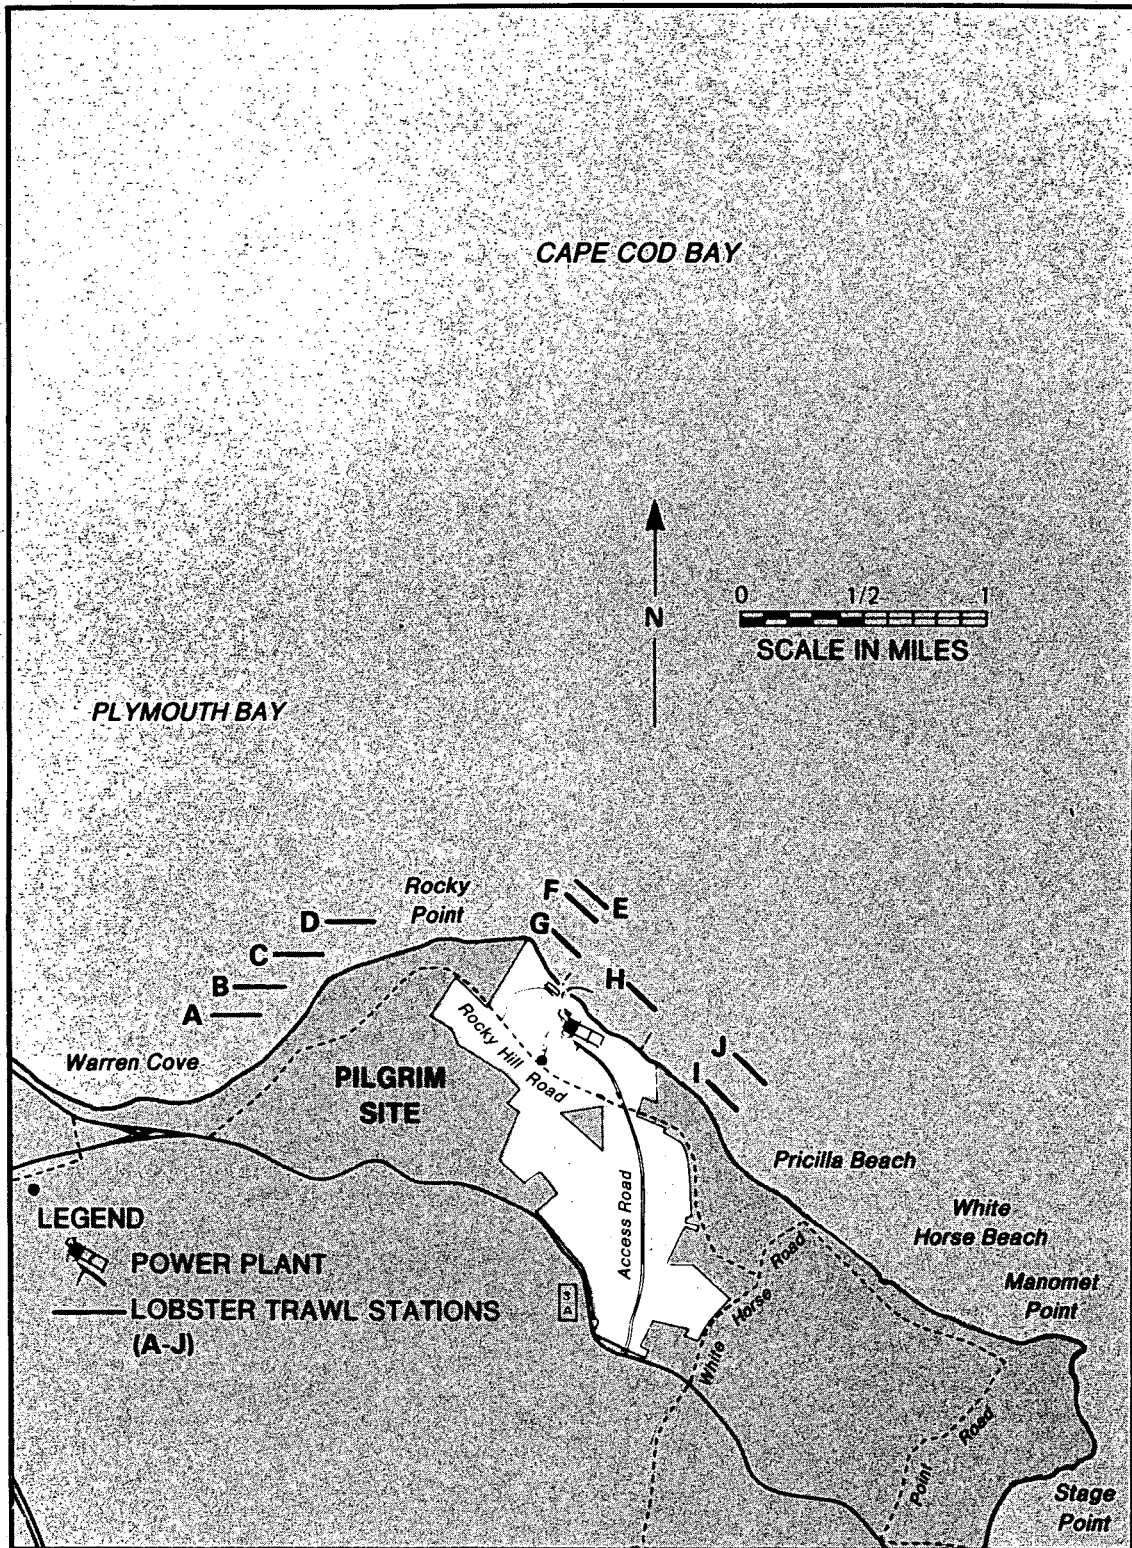 CAPE COD BAY
0 1/2 1
N
SCALE IN MILES
PLYMOUTH BAY
Rocky
Point
F
E
D
G
C
H
B
A
Rocky Hill Road
J
Warren Cove
I
PILGRIM
SITE
Pricilla Beach
Access Road
White
Horse Beach
LEGEND
POWER PLANT
White Horse Road
Manomet
Point
3
A
LOBSTER TRAWL STATIONS
(A-J)
Point Road
Stage
Point